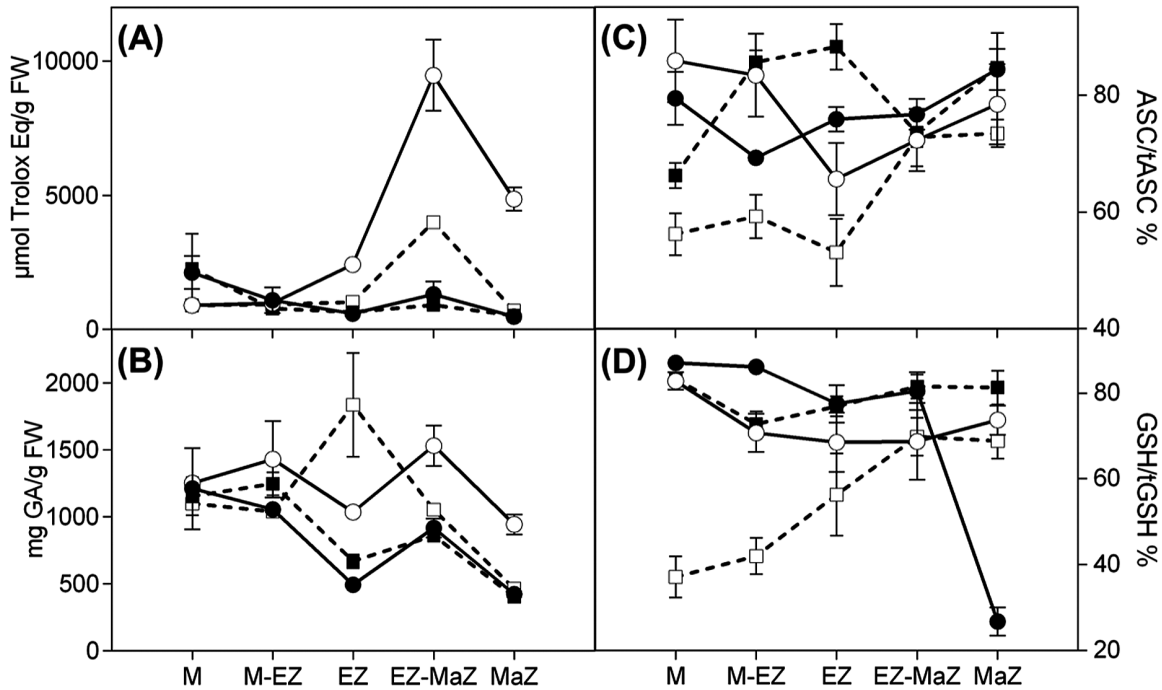 (A)
10000
5000
0
µmol Trolox Eq/g FW
(B)
2000
1500
1000
500
0
mg GA/g FW
M M-EZ EZ EZ-MaZ MaZ
(C)
80
60
40
ASC/tASC %
(D)
80
60
40
20
GSH/tGSH %
M M-EZ EZ EZ-MaZ MaZ